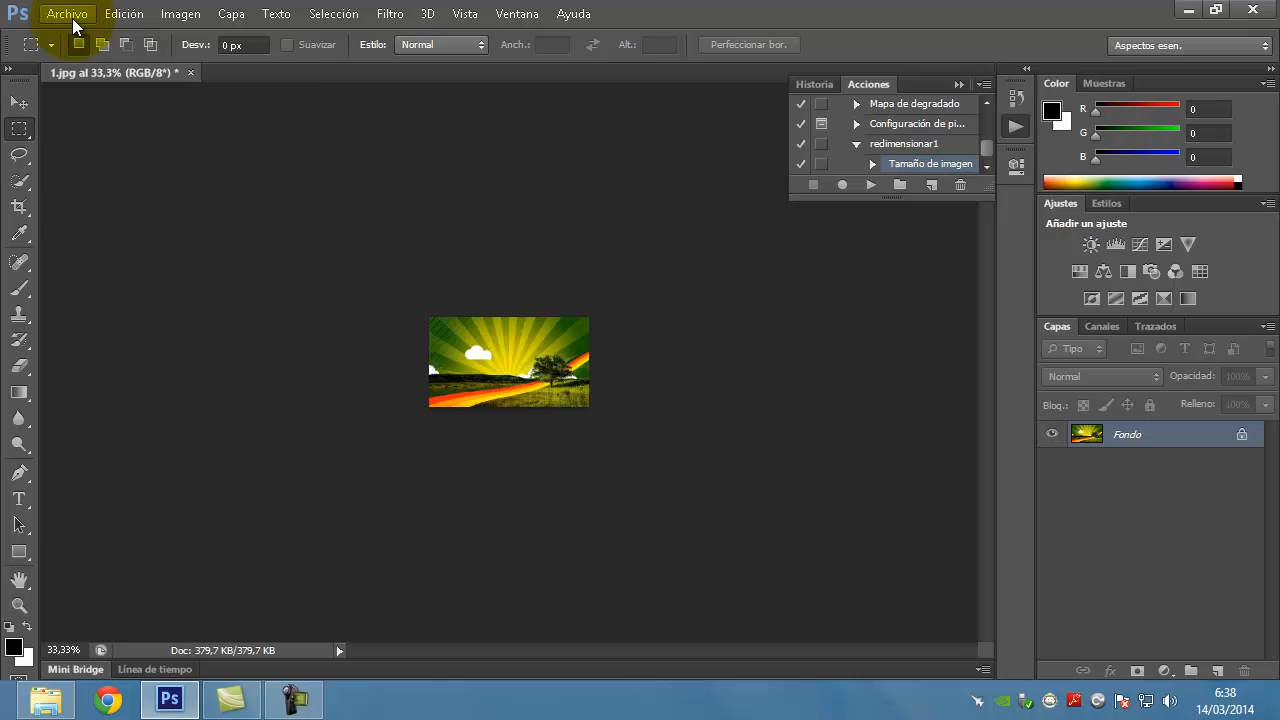 Ps Archivo Edición Imagen Capa Texto Selección Filtro 3D Vista Ventana Ayuda
Desv.: 0 px Suavizar Estilo: Normal Anch.: Alt.: Perfeccionar bor. Aspectos esen.
1.jpg al 33,3% (RGB/8*) *
Historia Acciones
Mapa de degradado
Configuración de pi...
redimensionar1
Tamaño de imagen
Color Muestras
R 0
G 0
B 0
Ajustes Estilos
Añadir un ajuste
Capas Canales Trazados
Tipo
Normal Opacidad: 100%
Bloq.: Relleno: 100%
Fondo
33,33% Doc: 379,7 KB/379,7 KB
Mini Bridge Línea de tiempo
Ps
6:38
14/03/2014